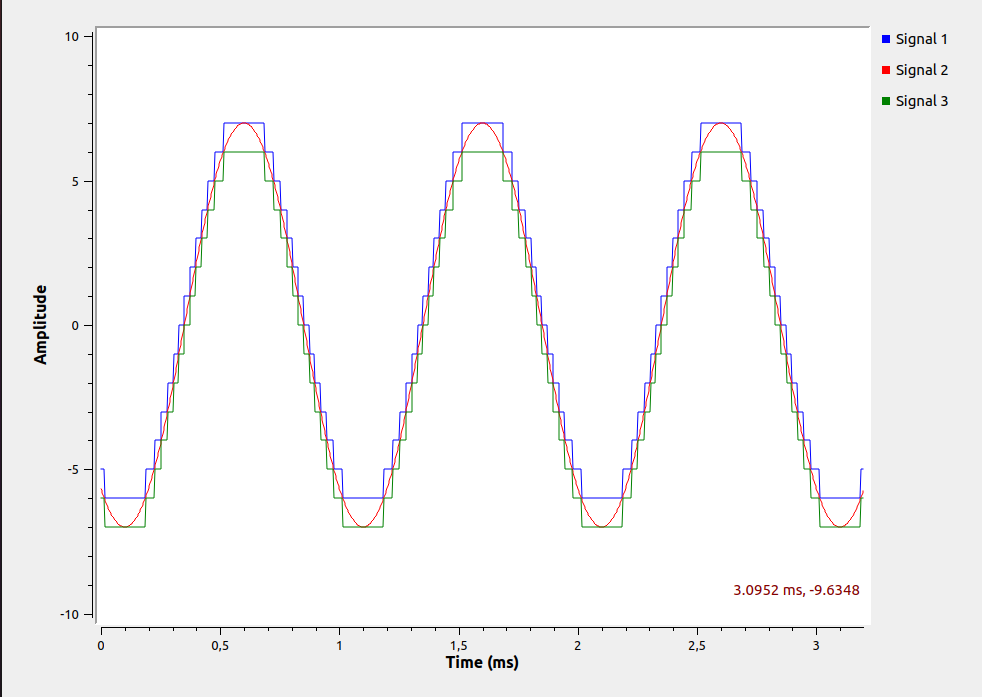 Signal 1
Signal 2
Signal 3
10
5
0
-5
-10
Amplitude
3.0952 ms, -9.6348
0 0,5 1 1,5 2 2,5 3
Time (ms)